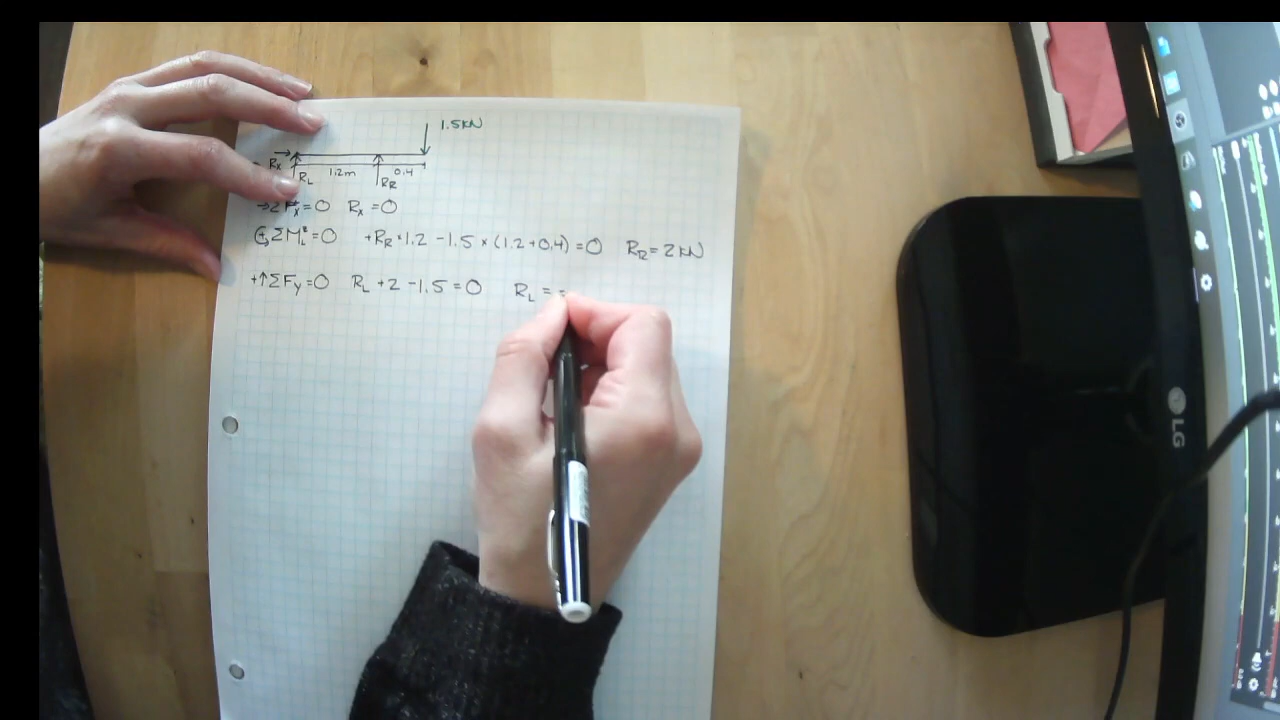 1.5KN
Rx
RL 1.2m RR 0.4
→ΣFx=0 Rx=0
ΣML=0 +RR×1.2 -1.5×(1.2+0.4)=0 RR=2KN
+↑ΣFy=0 RL+2-1.5=0 RL = -
LG